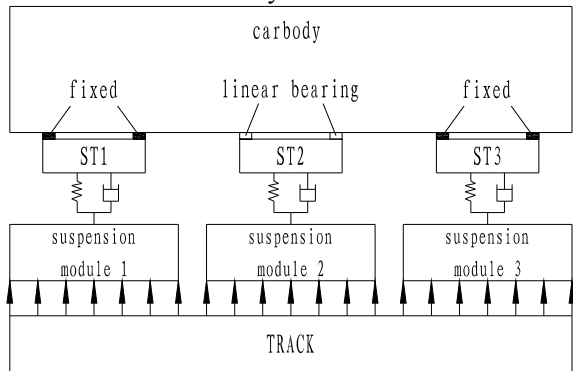 carbody
fixed linear bearing fixed
ST1 ST2 ST3
suspension suspension suspension
module 1 module 2 module 3
TRACK